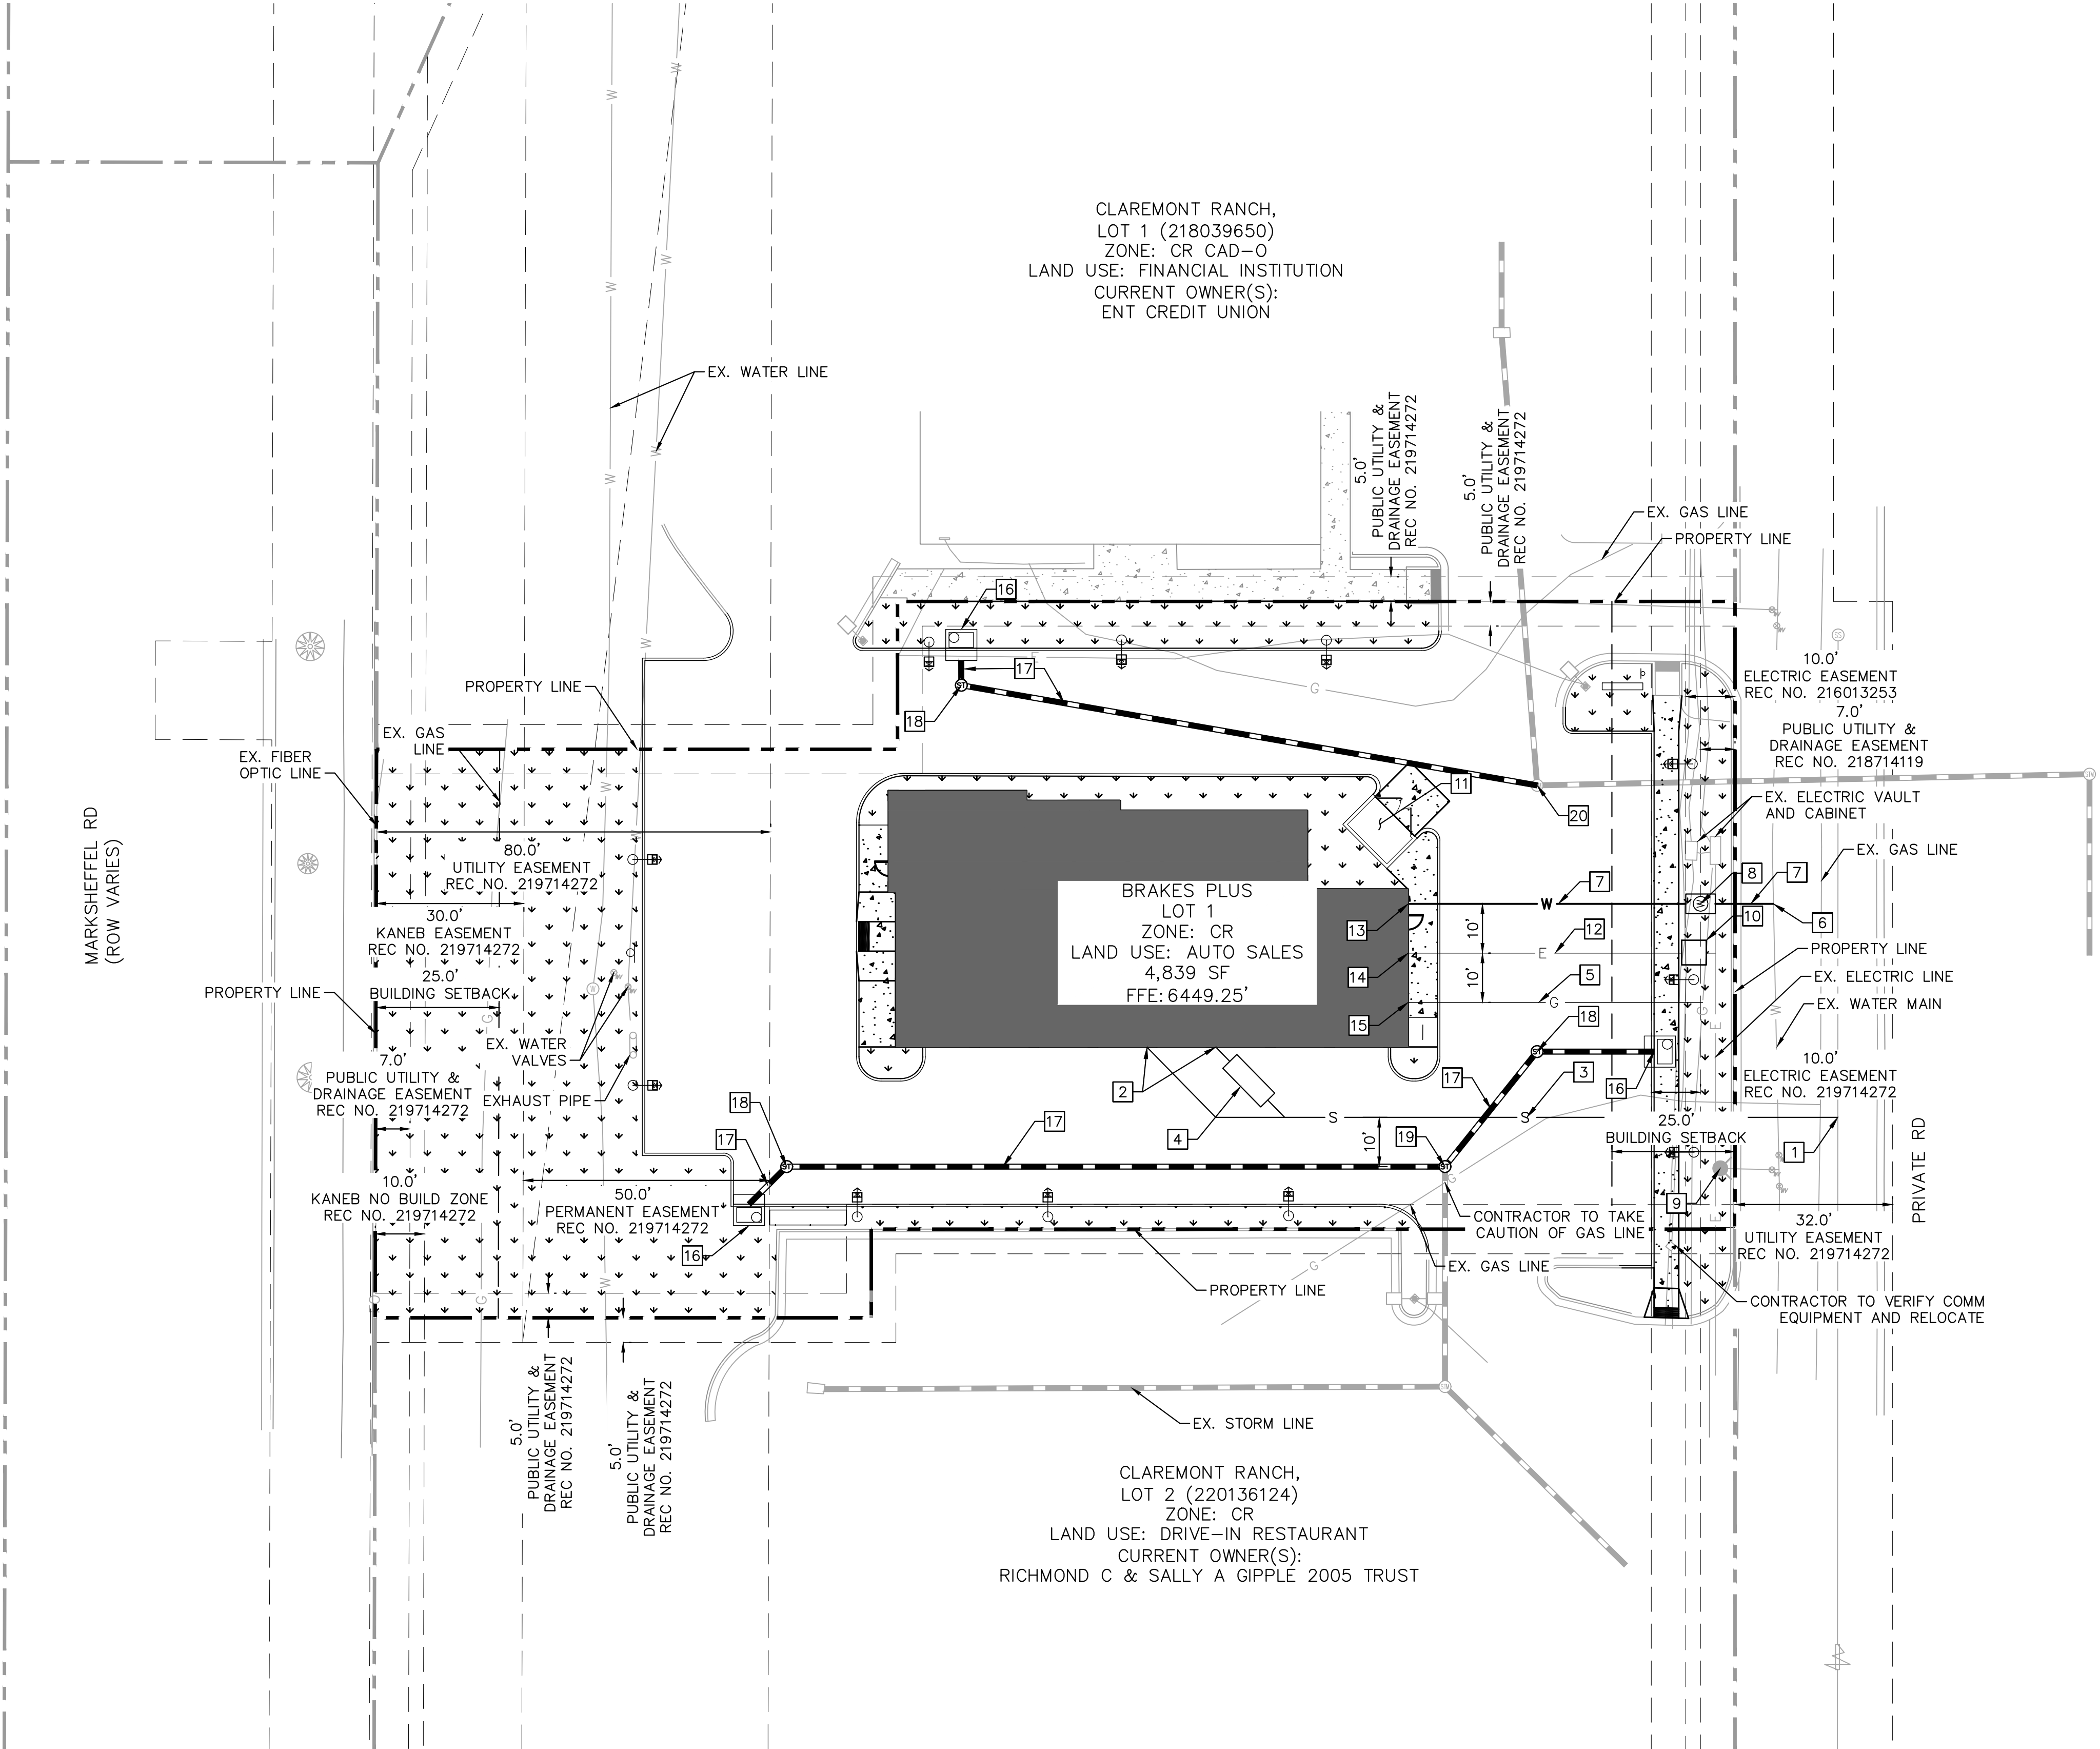 CLAREMONT RANCH,
LOT 1 (218039650)
ZONE: CR CAD-O
LAND USE: FINANCIAL INSTITUTION
CURRENT OWNER(S):
ENT CREDIT UNION
EX. WATER LINE
5.0'
PUBLIC UTILITY &
DRAINAGE EASEMENT
REC NO. 219714272
5.0'
PUBLIC UTILITY &
DRAINAGE EASEMENT
REC NO. 219714272
EX. GAS LINE
PROPERTY LINE
16
17
18
10.0'
ELECTRIC EASEMENT
REC NO. 216013253
7.0'
PUBLIC UTILITY &
DRAINAGE EASEMENT
REC NO. 218714119
PROPERTY LINE
EX. GAS
LINE
EX. FIBER
OPTIC LINE
11
20
EX. ELECTRIC VAULT
AND CABINET
EX. GAS LINE
MARKSHEFFEL RD
(ROW VARIES)
80.0'
UTILITY EASEMENT
REC NO. 219714272
30.0'
KANEB EASEMENT
REC NO. 219714272
25.0'
BUILDING SETBACK
PROPERTY LINE
BRAKES PLUS
LOT 1
ZONE: CR
LAND USE: AUTO SALES
4,839 SF
FFE: 6449.25'
7
8
7
6
10
13
W
10'
12
14
E
10'
5
15
G
PROPERTY LINE
EX. ELECTRIC LINE
EX. WATER MAIN
EX. WATER
VALVES
7.0'
PUBLIC UTILITY &
DRAINAGE EASEMENT
REC NO. 219714272
EXHAUST PIPE
2
4
18
17
16
3
10.0'
ELECTRIC EASEMENT
REC NO. 219714272
18
17
17
S
S
10'
19
25.0'
BUILDING SETBACK
1
PRIVATE RD
10.0'
KANEB NO BUILD ZONE
REC NO. 219714272
50.0'
PERMANENT EASEMENT
REC NO. 219714272
16
9
CONTRACTOR TO TAKE
CAUTION OF GAS LINE
32.0'
UTILITY EASEMENT
REC NO. 219714272
EX. GAS LINE
PROPERTY LINE
CONTRACTOR TO VERIFY COMM
EQUIPMENT AND RELOCATE
5.0'
PUBLIC UTILITY &
DRAINAGE EASEMENT
REC NO. 219714272
5.0'
PUBLIC UTILITY &
DRAINAGE EASEMENT
REC NO. 219714272
EX. STORM LINE
CLAREMONT RANCH,
LOT 2 (220136124)
ZONE: CR
LAND USE: DRIVE-IN RESTAURANT
CURRENT OWNER(S):
RICHMOND C & SALLY A GIPPLE 2005 TRUST